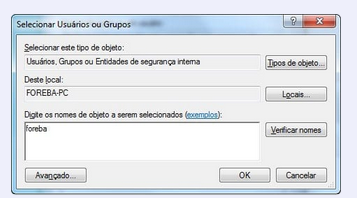 Selecionar Usuários ou Grupos
Selecionar este tipo de objeto:
Usuários, Grupos ou Entidades de segurança interna
Tipos de objeto...
Deste local:
FOREBA-PC
Locais...
Digite os nomes de objeto a serem selecionados (exemplos):
foreba
Verificar nomes
Avançado...
OK
Cancelar